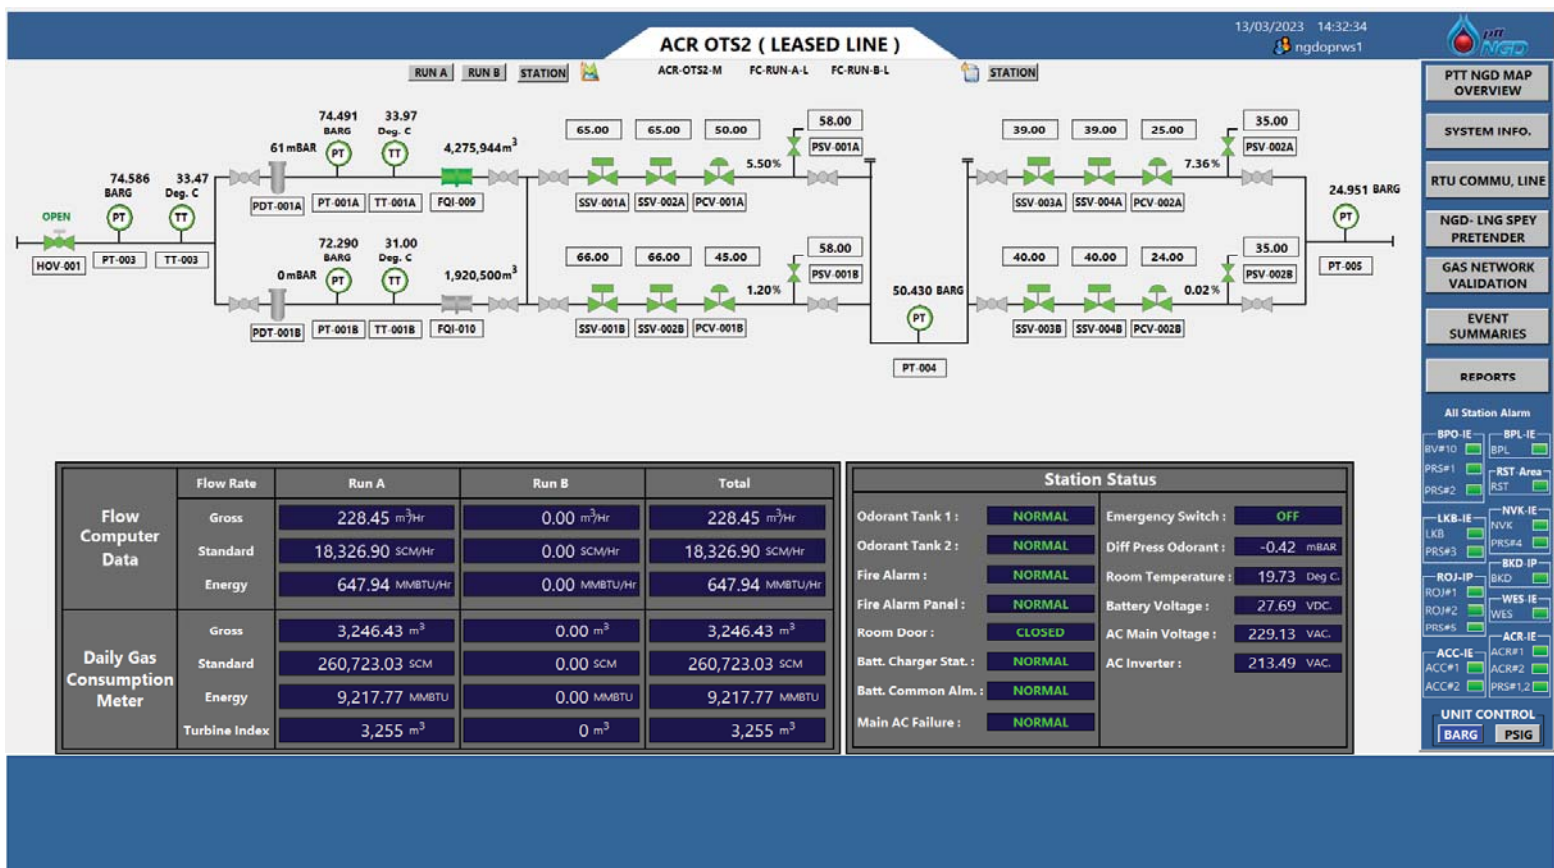 13/03/2023 14:32:34
ngdoprws1
ptt
NGD
ACR OTS2 ( LEASED LINE )
RUN A RUN B STATION ACR-OTS2-M FC-RUN-A-L FC-RUN-B-L STATION
74.491 BARG
33.97 Deg. C
61 mBAR
PT
TT
4,275,944 m³
65.00 65.00 50.00 58.00
PSV-001A
5.50 %
39.00 39.00 25.00 35.00
PSV-002A
7.36 %
PDT-001A PT-001A TT-001A FQI-009 SSV-001A SSV-002A PCV-001A SSV-003A SSV-004A PCV-002A
74.586 BARG
33.47 Deg. C
OPEN
PT
TT
HOV-001 PT-003 TT-003
24.951 BARG
PT
PT-005
72.290 BARG
31.00 Deg. C
0 mBAR
PT
TT
1,920,500 m³
66.00 66.00 45.00 58.00
PSV-001B
1.20 %
40.00 40.00 24.00 35.00
PSV-002B
0.02 %
PDT-001B PT-001B TT-001B FQI-010 SSV-001B SSV-002B PCV-001B SSV-003B SSV-004B PCV-002B
50.430 BARG
PT
PT-004
Flow Computer Data
Flow Rate Run A Run B Total
Gross 228.45 m³/Hr 0.00 m³/Hr 228.45 m³/Hr
Standard 18,326.90 SCM/Hr 0.00 SCM/Hr 18,326.90 SCM/Hr
Energy 647.94 MMBTU/Hr 0.00 MMBTU/Hr 647.94 MMBTU/Hr
Daily Gas Consumption Meter
Gross 3,246.43 m³ 0.00 m³ 3,246.43 m³
Standard 260,723.03 SCM 0.00 SCM 260,723.03 SCM
Energy 9,217.77 MMBTU 0.00 MMBTU 9,217.77 MMBTU
Turbine Index 3,255 m³ 0 m³ 3,255 m³
Station Status
Odorant Tank 1 : NORMAL Emergency Switch : OFF
Odorant Tank 2 : NORMAL Diff Press Odorant : -0.42 mBAR
Fire Alarm : NORMAL Room Temperature : 19.73 Deg C.
Fire Alarm Panel : NORMAL Battery Voltage : 27.69 VDC.
Room Door : CLOSED AC Main Voltage : 229.13 VAC.
Batt. Charger Stat. : NORMAL AC Inverter : 213.49 VAC.
Batt. Common Alm. : NORMAL
Main AC Failure : NORMAL
PTT NGD MAP
OVERVIEW
SYSTEM INFO.
RTU COMMU, LINE
NGD- LNG SPEY
PRETENDER
GAS NETWORK
VALIDATION
EVENT
SUMMARIES
REPORTS
All Station Alarm
BPO-IE BPL-IE
BV#10 BPL
PRS#1 RST-Area
PRS#2 RST
LKB-IE NVK-IE
LKB NVK
PRS#3 PRS#4
BKD-IP
ROJ-IP BKD
ROJ#1 WES-IE
ROJ#2 WES
PRS#5 ACR-IE
ACC-IE ACR#1
ACC#1 ACR#2
ACC#2 PRS#1,2
UNIT CONTROL
BARG PSIG